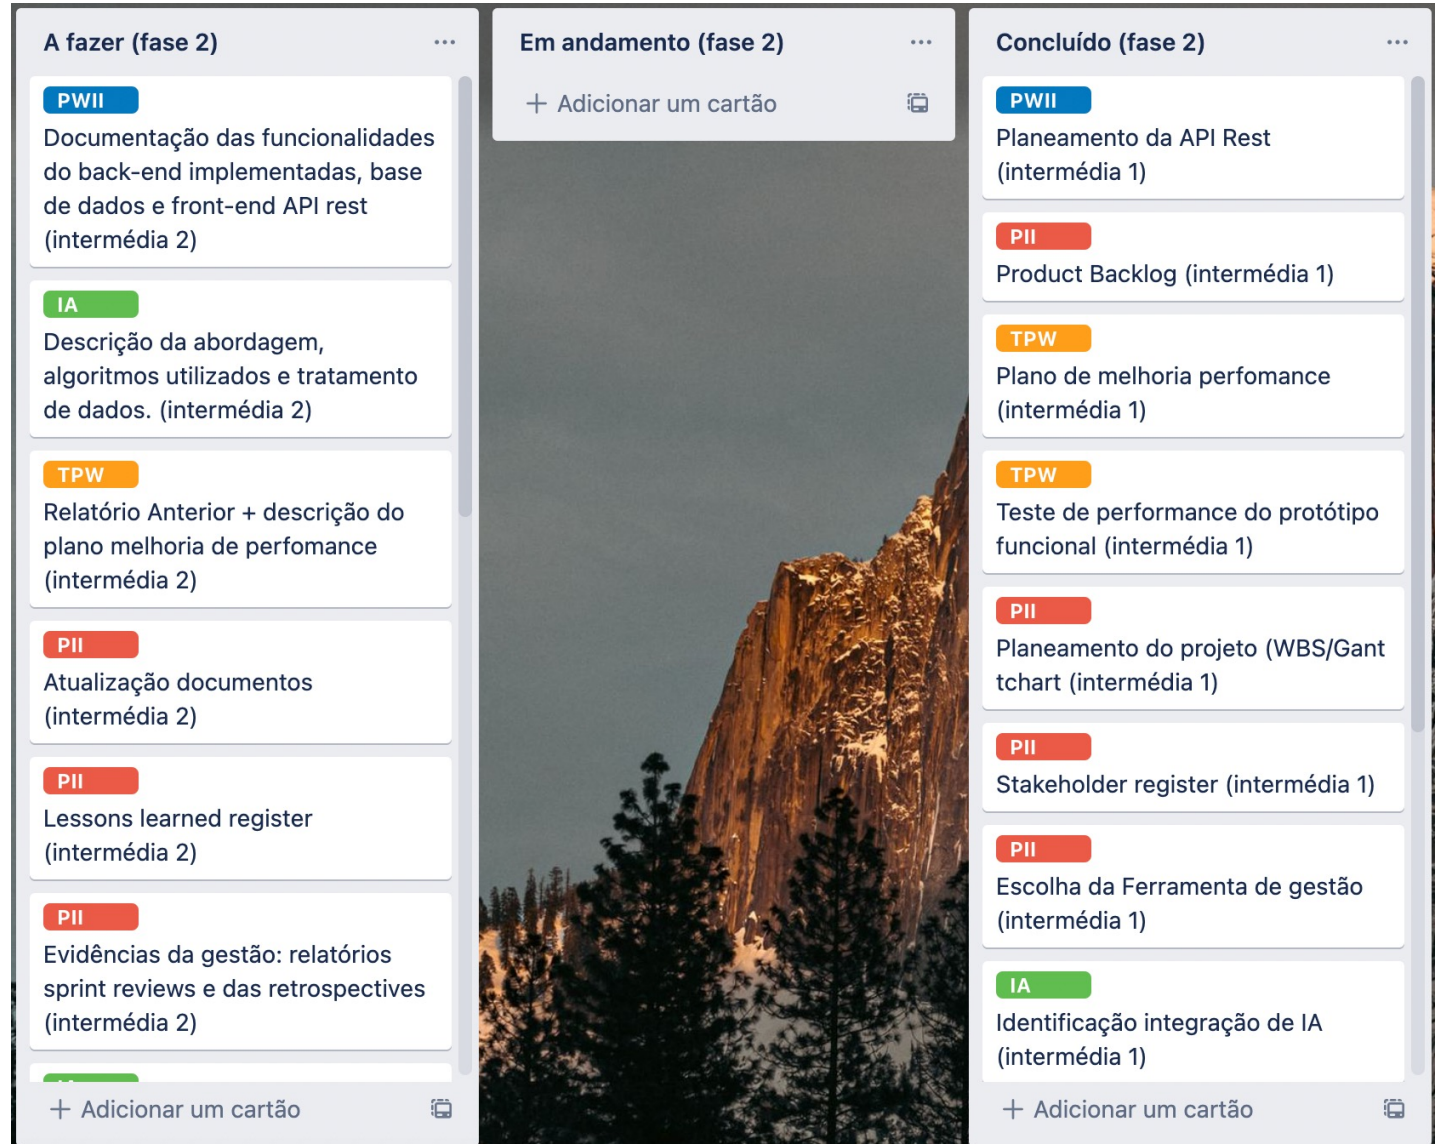 A fazer (fase 2)
PWII
Documentação das funcionalidades
do back-end implementadas, base
de dados e front-end API rest
(intermédia 2)
IA
Descrição da abordagem,
algoritmos utilizados e tratamento
de dados. (intermédia 2)
TPW
Relatório Anterior + descrição do
plano melhoria de perfomance
(intermédia 2)
PII
Atualização documentos
(intermédia 2)
PII
Lessons learned register
(intermédia 2)
PII
Evidências da gestão: relatórios
sprint reviews e das retrospectives
(intermédia 2)
+ Adicionar um cartão
Em andamento (fase 2)
+ Adicionar um cartão
Concluído (fase 2)
PWII
Planeamento da API Rest
(intermédia 1)
PII
Product Backlog (intermédia 1)
TPW
Plano de melhoria perfomance
(intermédia 1)
TPW
Teste de performance do protótipo
funcional (intermédia 1)
PII
Planeamento do projeto (WBS/Gant
tchart (intermédia 1)
PII
Stakeholder register (intermédia 1)
PII
Escolha da Ferramenta de gestão
(intermédia 1)
IA
Identificação integração de IA
(intermédia 1)
+ Adicionar um cartão